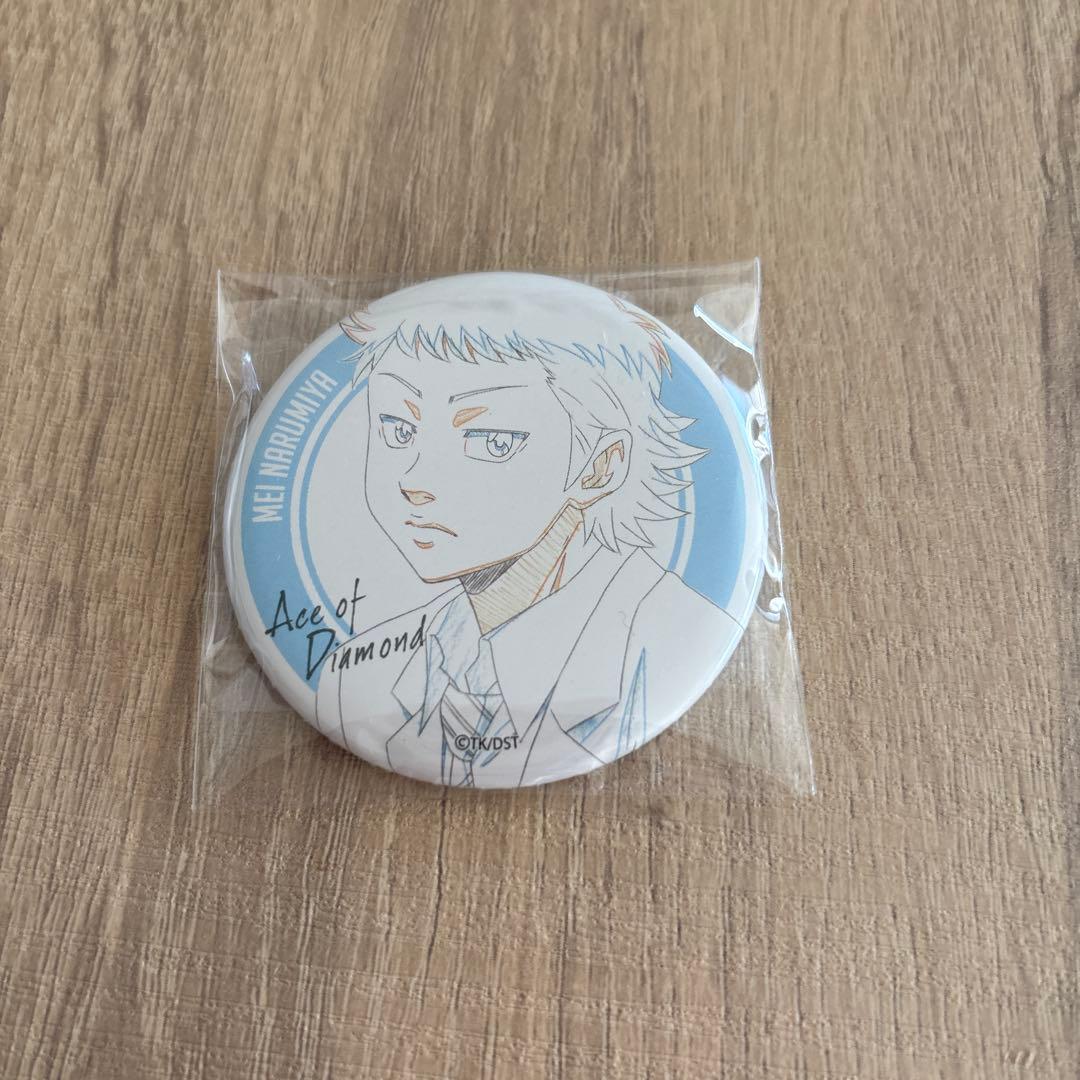 MEI NARUMIYA
Ace of
Diamond
©TK/DST